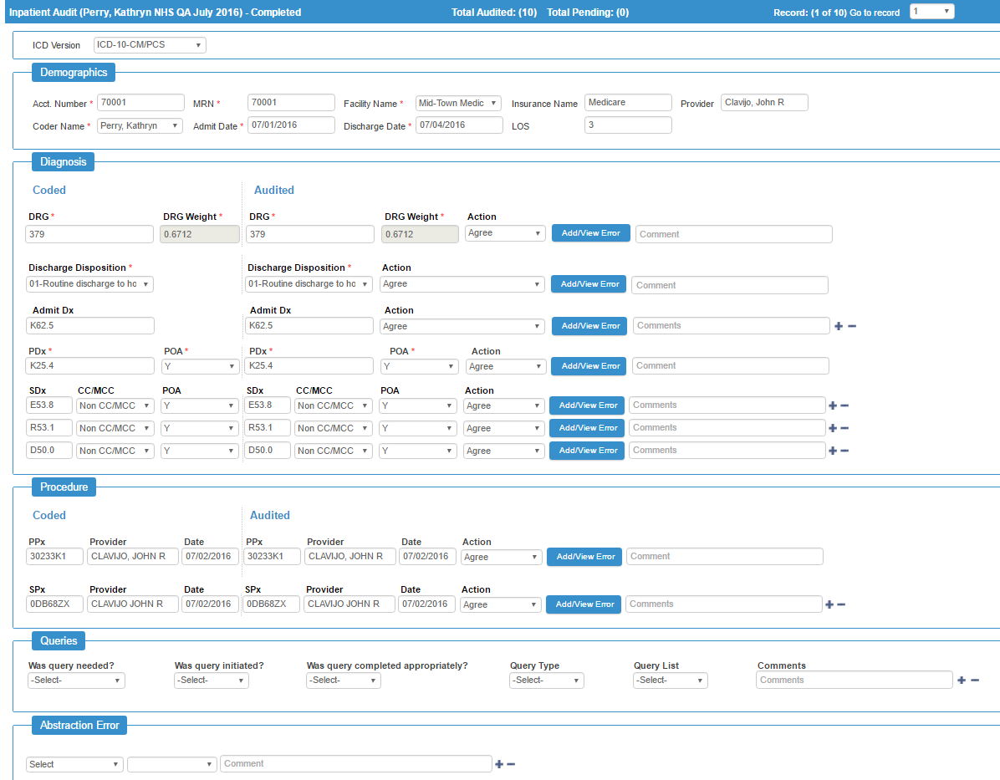 Inpatient Audit (Perry, Kathryn NHS QA July 2016) - Completed Total Audited: (10) Total Pending: (0) Record: (1 of 10) Go to record 1
ICD Version ICD-10-CM/PCS
Demographics
Acct. Number * 70001 MRN * 70001 Facility Name * Mid-Town Medic Insurance Name Medicare Provider Clavijo, John R
Coder Name * Perry, Kathryn Admit Date * 07/01/2016 Discharge Date * 07/04/2016 LOS 3
Diagnosis
Coded Audited
DRG * DRG Weight * DRG * DRG Weight * Action
379 0.6712 379 0.6712 Agree Add/View Error Comment
Discharge Disposition * Discharge Disposition * Action
01-Routine discharge to ho 01-Routine discharge to ho Agree Add/View Error Comment
Admit Dx Admit Dx Action
K62.5 K62.5 Agree Add/View Error Comments
PDx * POA * PDx * POA * Action
K25.4 Y K25.4 Y Agree Add/View Error Comment
SDx CC/MCC POA SDx CC/MCC POA Action
E53.8 Non CC/MCC Y E53.8 Non CC/MCC Y Agree Add/View Error Comments
R53.1 Non CC/MCC Y R53.1 Non CC/MCC Y Agree Add/View Error Comments
D50.0 Non CC/MCC Y D50.0 Non CC/MCC Y Agree Add/View Error Comments
Procedure
Coded Audited
PPx Provider Date PPx Provider Date Action
30233K1 CLAVIJO, JOHN R 07/02/2016 30233K1 CLAVIJO, JOHN R 07/02/2016 Agree Add/View Error Comment
SPx Provider Date SPx Provider Date Action
0DB68ZX CLAVIJO JOHN R 07/02/2016 0DB68ZX CLAVIJO JOHN R 07/02/2016 Agree Add/View Error Comments
Queries
Was query needed? Was query initiated? Was query completed appropriately? Query Type Query List Comments
-Select- -Select- -Select- -Select- -Select- Comments
Abstraction Error
Select Comment